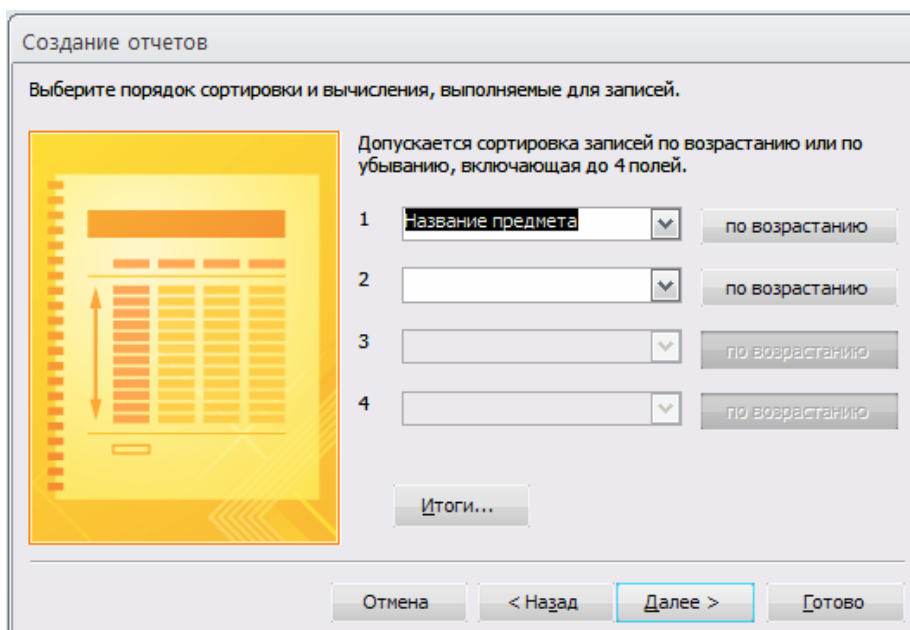 Создание отчетов
Выберите порядок сортировки и вычисления, выполняемые для записей.
Допускается сортировка записей по возрастанию или по
убыванию, включающая до 4 полей.
1 Название предмета по возрастанию
2 по возрастанию
3 по возрастанию
4 по возрастанию
Итоги...
Отмена < Назад Далее > Готово